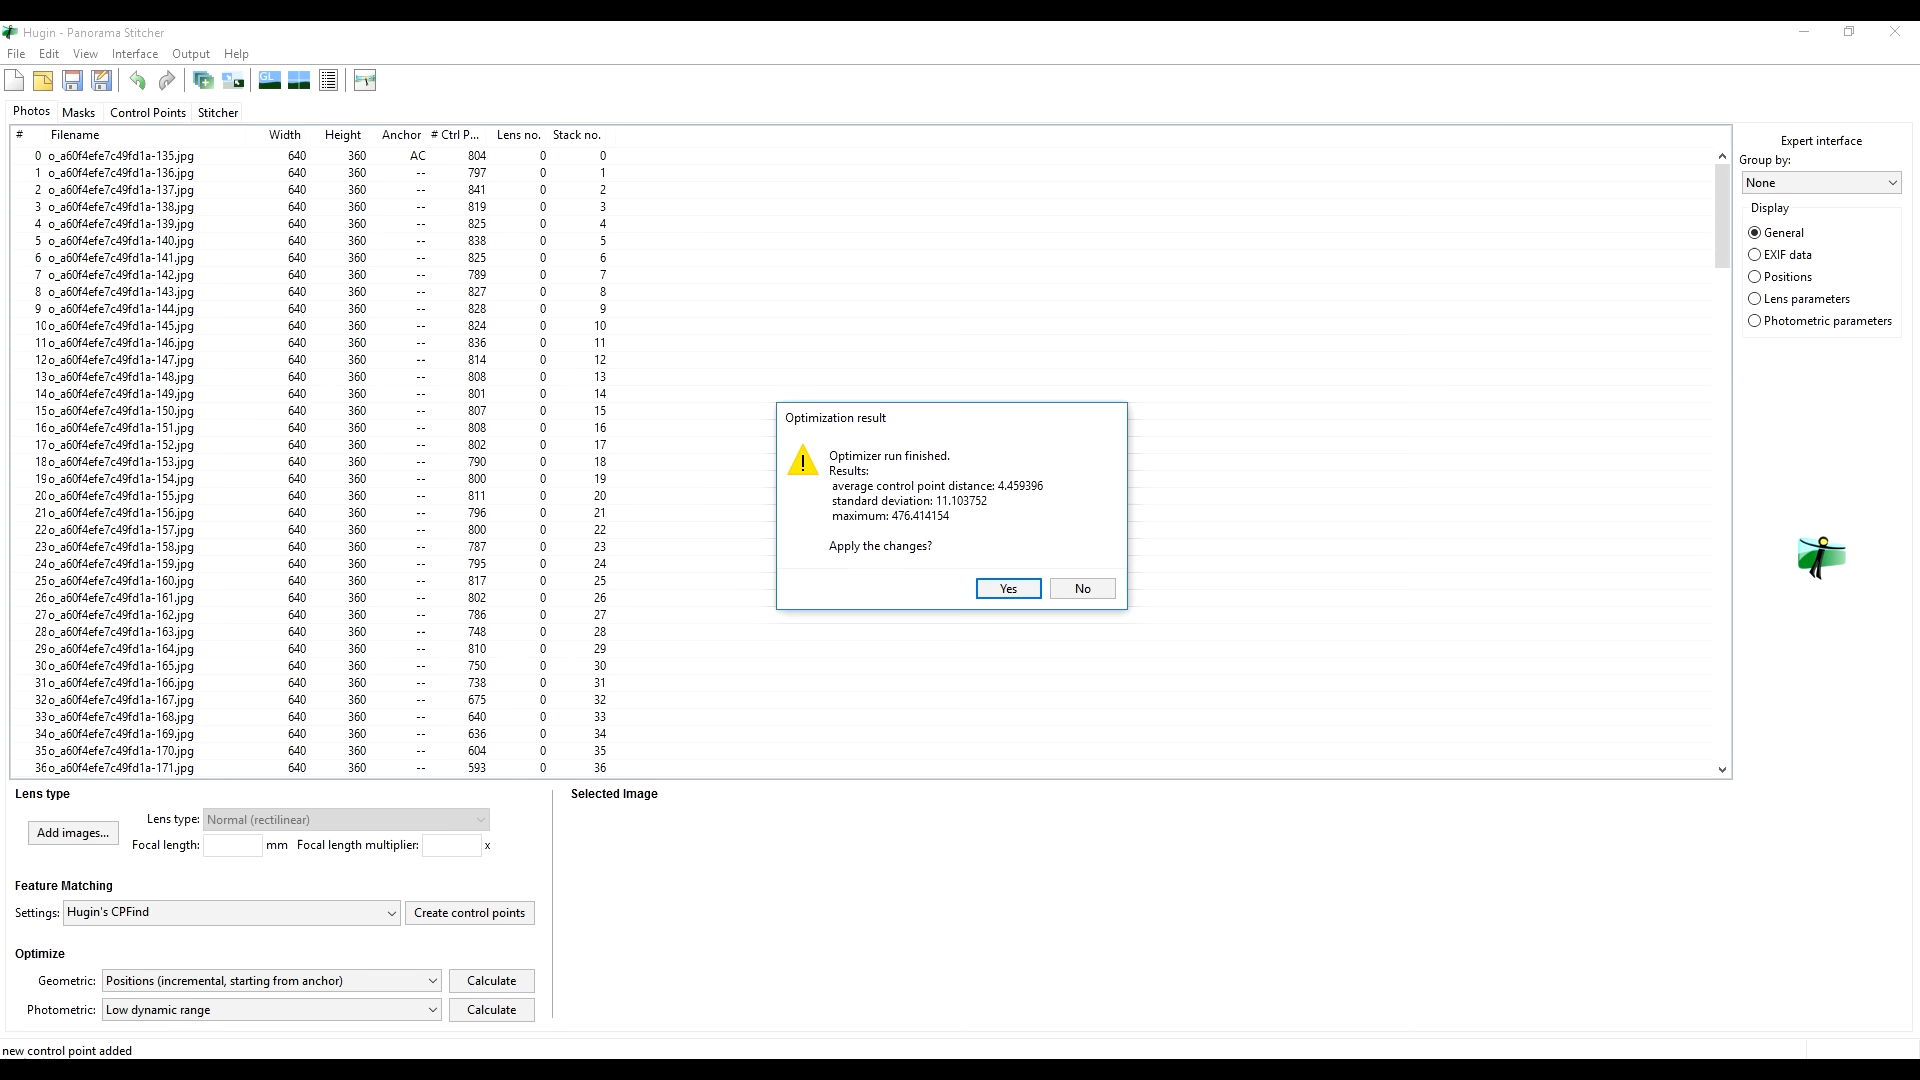 Hugin - Panorama Stitcher
File Edit View Interface Output Help
GL
Photos Masks Control Points Stitcher
# Filename Width Height Anchor # Ctrl P... Lens no. Stack no.
0 o_a60f4efe7c49fd1a-135.jpg 640 360 AC 804 0 0
1 o_a60f4efe7c49fd1a-136.jpg 640 360 -- 797 0 1
2 o_a60f4efe7c49fd1a-137.jpg 640 360 -- 841 0 2
3 o_a60f4efe7c49fd1a-138.jpg 640 360 -- 819 0 3
4 o_a60f4efe7c49fd1a-139.jpg 640 360 -- 825 0 4
5 o_a60f4efe7c49fd1a-140.jpg 640 360 -- 838 0 5
6 o_a60f4efe7c49fd1a-141.jpg 640 360 -- 825 0 6
7 o_a60f4efe7c49fd1a-142.jpg 640 360 -- 789 0 7
8 o_a60f4efe7c49fd1a-143.jpg 640 360 -- 827 0 8
9 o_a60f4efe7c49fd1a-144.jpg 640 360 -- 828 0 9
10 o_a60f4efe7c49fd1a-145.jpg 640 360 -- 824 0 10
11 o_a60f4efe7c49fd1a-146.jpg 640 360 -- 836 0 11
12 o_a60f4efe7c49fd1a-147.jpg 640 360 -- 814 0 12
13 o_a60f4efe7c49fd1a-148.jpg 640 360 -- 808 0 13
14 o_a60f4efe7c49fd1a-149.jpg 640 360 -- 801 0 14
15 o_a60f4efe7c49fd1a-150.jpg 640 360 -- 807 0 15
16 o_a60f4efe7c49fd1a-151.jpg 640 360 -- 808 0 16
17 o_a60f4efe7c49fd1a-152.jpg 640 360 -- 802 0 17
18 o_a60f4efe7c49fd1a-153.jpg 640 360 -- 790 0 18
19 o_a60f4efe7c49fd1a-154.jpg 640 360 -- 800 0 19
20 o_a60f4efe7c49fd1a-155.jpg 640 360 -- 811 0 20
21 o_a60f4efe7c49fd1a-156.jpg 640 360 -- 796 0 21
22 o_a60f4efe7c49fd1a-157.jpg 640 360 -- 800 0 22
23 o_a60f4efe7c49fd1a-158.jpg 640 360 -- 787 0 23
24 o_a60f4efe7c49fd1a-159.jpg 640 360 -- 795 0 24
25 o_a60f4efe7c49fd1a-160.jpg 640 360 -- 817 0 25
26 o_a60f4efe7c49fd1a-161.jpg 640 360 -- 802 0 26
27 o_a60f4efe7c49fd1a-162.jpg 640 360 -- 786 0 27
28 o_a60f4efe7c49fd1a-163.jpg 640 360 -- 748 0 28
29 o_a60f4efe7c49fd1a-164.jpg 640 360 -- 810 0 29
30 o_a60f4efe7c49fd1a-165.jpg 640 360 -- 750 0 30
31 o_a60f4efe7c49fd1a-166.jpg 640 360 -- 738 0 31
32 o_a60f4efe7c49fd1a-167.jpg 640 360 -- 675 0 32
33 o_a60f4efe7c49fd1a-168.jpg 640 360 -- 640 0 33
34 o_a60f4efe7c49fd1a-169.jpg 640 360 -- 636 0 34
35 o_a60f4efe7c49fd1a-170.jpg 640 360 -- 604 0 35
36 o_a60f4efe7c49fd1a-171.jpg 640 360 -- 593 0 36
Expert interface
Group by:
None
Display
General
EXIF data
Positions
Lens parameters
Photometric parameters
Optimization result
Optimizer run finished.
Results:
average control point distance: 4.459396
standard deviation: 11.103752
maximum: 476.414154
Apply the changes?
Yes No
Lens type
Add images...
Lens type: Normal (rectilinear)
Focal length: mm Focal length multiplier: x
Feature Matching
Settings: Hugin's CPFind Create control points
Optimize
Geometric: Positions (incremental, starting from anchor) Calculate
Photometric: Low dynamic range Calculate
Selected Image
new control point added